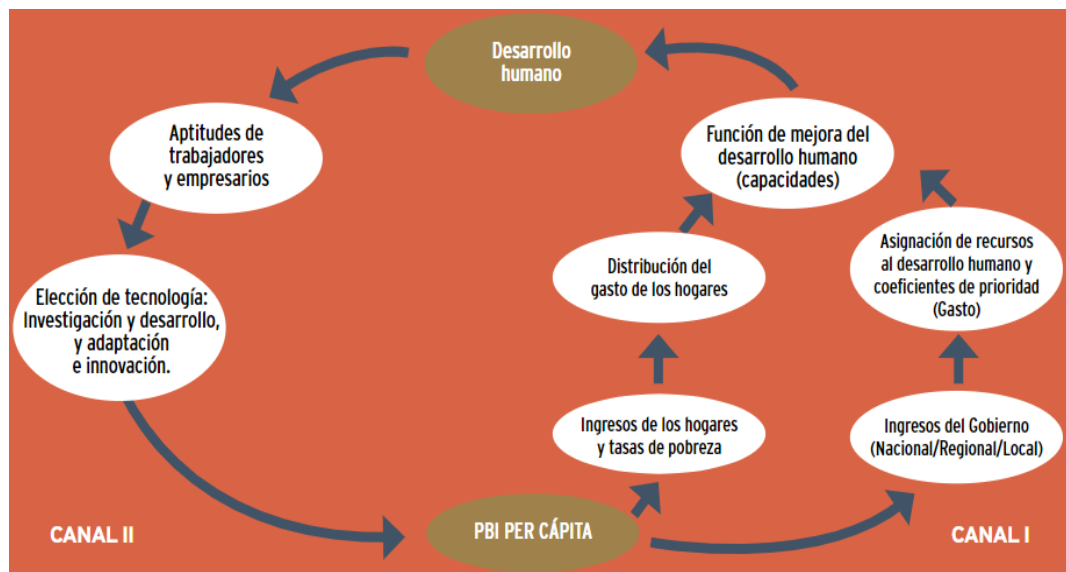 Desarrollo
humano
Aptitudes de
trabajadores
y empresarios
Función de mejora del
desarrollo humano
(capacidades)
Elección de tecnología:
Investigación y desarrollo,
y adaptación
e innovación.
Distribución del
gasto de los hogares
Asignación de recursos
al desarrollo humano y
coeficientes de prioridad
(Gasto)
Ingresos de los hogares
y tasas de pobreza
Ingresos del Gobierno
(Nacional/Regional/Local)
CANAL II
PBI PER CÁPITA
CANAL I